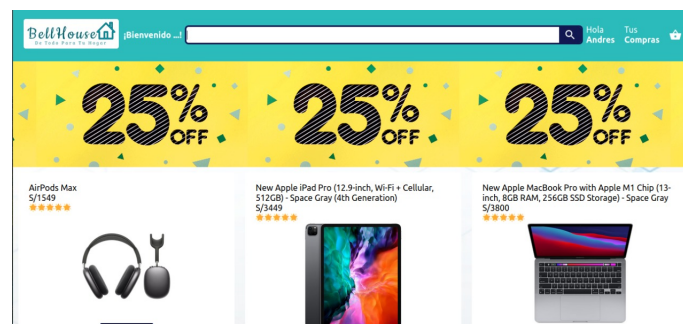 BellHouse
De Todo Para Tu Hogar
¡Bienvenido ...!
Hola
Andres
Tus
Compras
25%
OFF
25%
OFF
25%
OFF
AirPods Max
S/1549
New Apple iPad Pro (12.9-inch, Wi-Fi + Cellular,
512GB) - Space Gray (4th Generation)
S/3449
New Apple MacBook Pro with Apple M1 Chip (13-
inch, 8GB RAM, 256GB SSD Storage) - Space Gray
S/3800